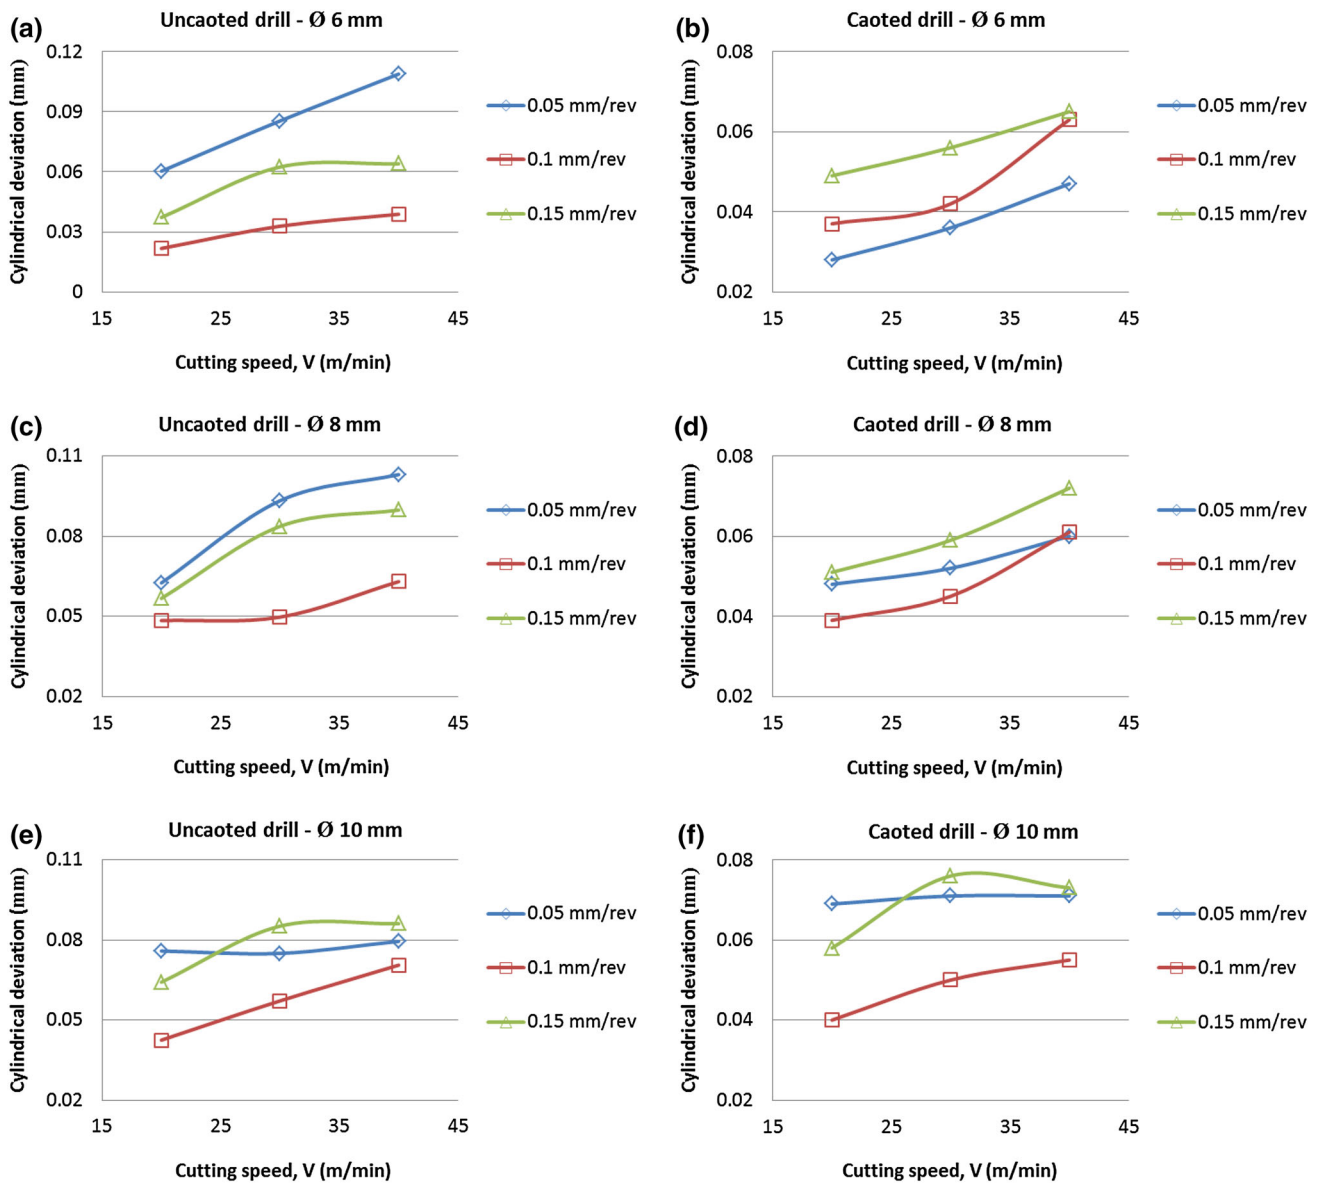 (a)
Uncaoted drill - Ø 6 mm
Cylindrical deviation (mm)
0.12
0.09
0.06
0.03
0
15 25 35 45
Cutting speed, V (m/min)
0.05 mm/rev
0.1 mm/rev
0.15 mm/rev
(b)
Caoted drill - Ø 6 mm
Cylindrical deviation (mm)
0.08
0.06
0.04
0.02
15 25 35 45
Cutting speed, V (m/min)
0.05 mm/rev
0.1 mm/rev
0.15 mm/rev
(c)
Uncaoted drill - Ø 8 mm
Cylindrical deviation (mm)
0.11
0.08
0.05
0.02
15 25 35 45
Cutting speed, V (m/min)
0.05 mm/rev
0.1 mm/rev
0.15 mm/rev
(d)
Caoted drill - Ø 8 mm
Cylindrical deviation (mm)
0.08
0.06
0.04
0.02
15 25 35 45
Cutting speed, V (m/min)
0.05 mm/rev
0.1 mm/rev
0.15 mm/rev
(e)
Uncaoted drill - Ø 10 mm
Cylindrical deviation (mm)
0.11
0.08
0.05
0.02
15 25 35 45
Cutting speed, V (m/min)
0.05 mm/rev
0.1 mm/rev
0.15 mm/rev
(f)
Caoted drill - Ø 10 mm
Cylindrical deviation (mm)
0.08
0.06
0.04
0.02
15 25 35 45
Cutting speed, V (m/min)
0.05 mm/rev
0.1 mm/rev
0.15 mm/rev